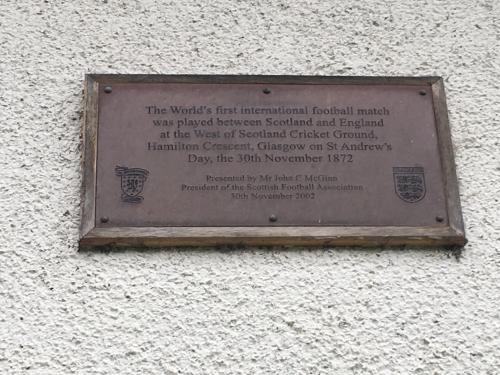 The World's first international football match
was played between Scotland and England
at the West of Scotland Cricket Ground,
Hamilton Crescent, Glasgow on St Andrew's
Day, the 30th November 1872
Presented by Mr John C McGinn
President of the Scottish Football Association
30th November 2002